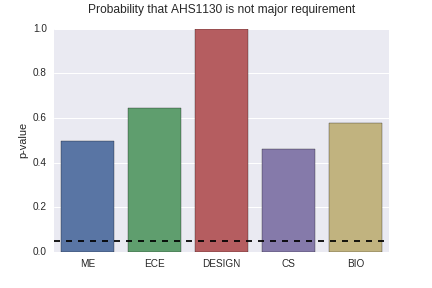 Probability that AHS1130 is not major requirement
1.0
0.8
0.6
0.4
0.2
0.0
p-value
ME ECE DESIGN CS BIO